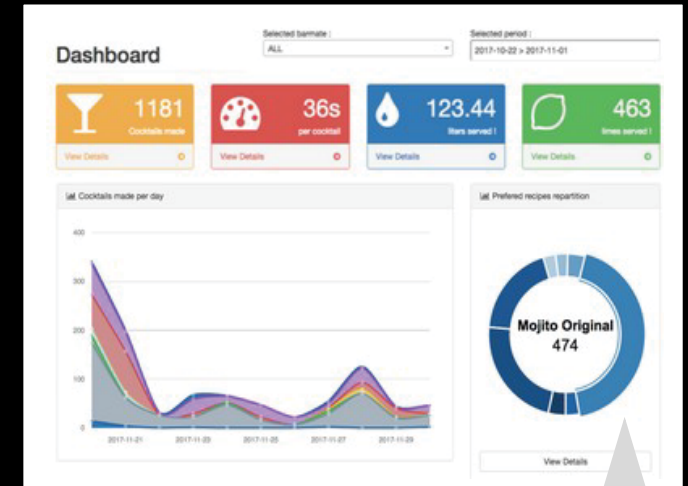 Dashboard
Selected barmate :
ALL
Selected period :
2017-10-22 > 2017-11-01
1181
Cocktails made
View Details
36s
per cocktail
View Details
123.44
liters served !
View Details
463
limes served !
View Details
Cocktails made per day
400
300
200
100
0
2017-11-21
2017-11-23
2017-11-25
2017-11-27
2017-11-29
Prefered recipes repartition
Mojito Original
474
View Details